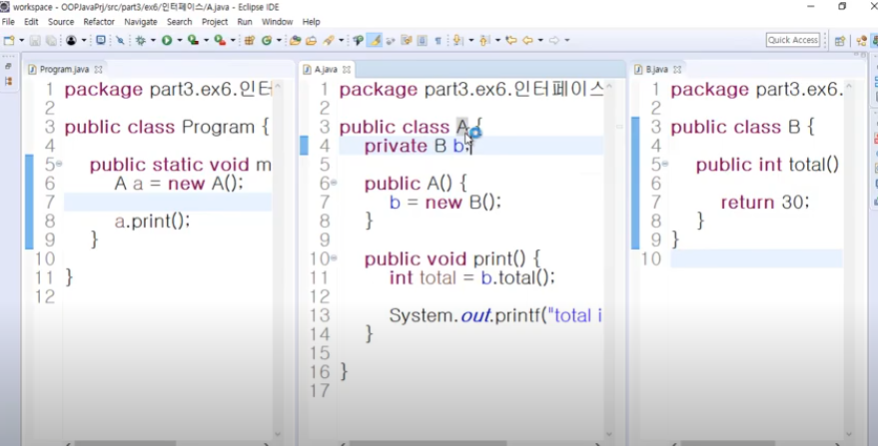 workspace - OOPJavaPrj/src/part3/ex6/인터페이스/A.java - Eclipse IDE
File Edit Source Refactor Navigate Search Project Run Window Help
Quick Access
Program.java
1 package part3.ex6.인터
2
3 public class Program {
4
5 public static void m
6 A a = new A();
7
8 a.print();
9 }
10
11 }
12
A.java
1 package part3.ex6.인터페이스
2
3 public class A {
4 private B b;
5
6 public A() {
7 b = new B();
8 }
9
10 public void print() {
11 int total = b.total();
12
13 System.out.printf("total i
14 }
15
16 }
17
B.java
1 package part3.ex6.
2
3 public class B {
4
5 public int total()
6
7 return 30;
8 }
9 }
10